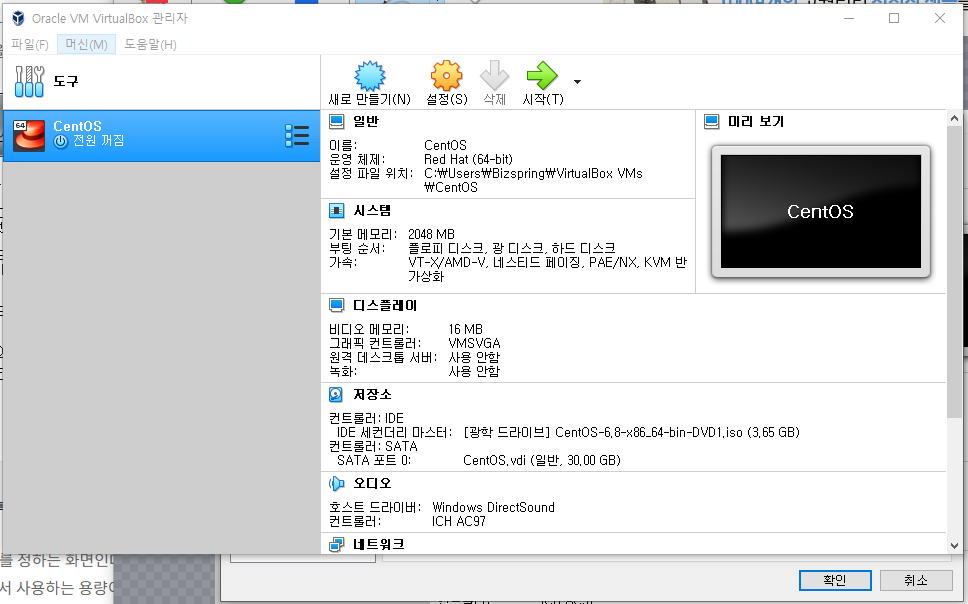 Oracle VM VirtualBox 관리자
파일(F) 머신(M) 도움말(H)
도구
새로 만들기(N) 설정(S) 삭제 시작(T)
64
CentOS
전원 꺼짐
일반
이름: CentOS
운영 체제: Red Hat (64-bit)
설정 파일 위치: C:₩Users₩Bizspring₩VirtualBox VMs
₩CentOS
미리 보기
CentOS
시스템
기본 메모리: 2048 MB
부팅 순서: 플로피 디스크, 광 디스크, 하드 디스크
가속: VT-X/AMD-V, 네스티드 페이징, PAE/NX, KVM 반
가상화
디스플레이
비디오 메모리: 16 MB
그래픽 컨트롤러: VMSVGA
원격 데스크톱 서버: 사용 안함
녹화: 사용 안함
저장소
컨트롤러: IDE
IDE 세컨더리 마스터: [광학 드라이브] CentOS-6.8-x86_64-bin-DVD1.iso (3.65 GB)
컨트롤러: SATA
SATA 포트 0: CentOS.vdi (일반, 30.00 GB)
오디오
호스트 드라이버: Windows DirectSound
컨트롤러: ICH AC97
네트워크
를 정하는 화면인
서 사용하는 용량
확인 취소